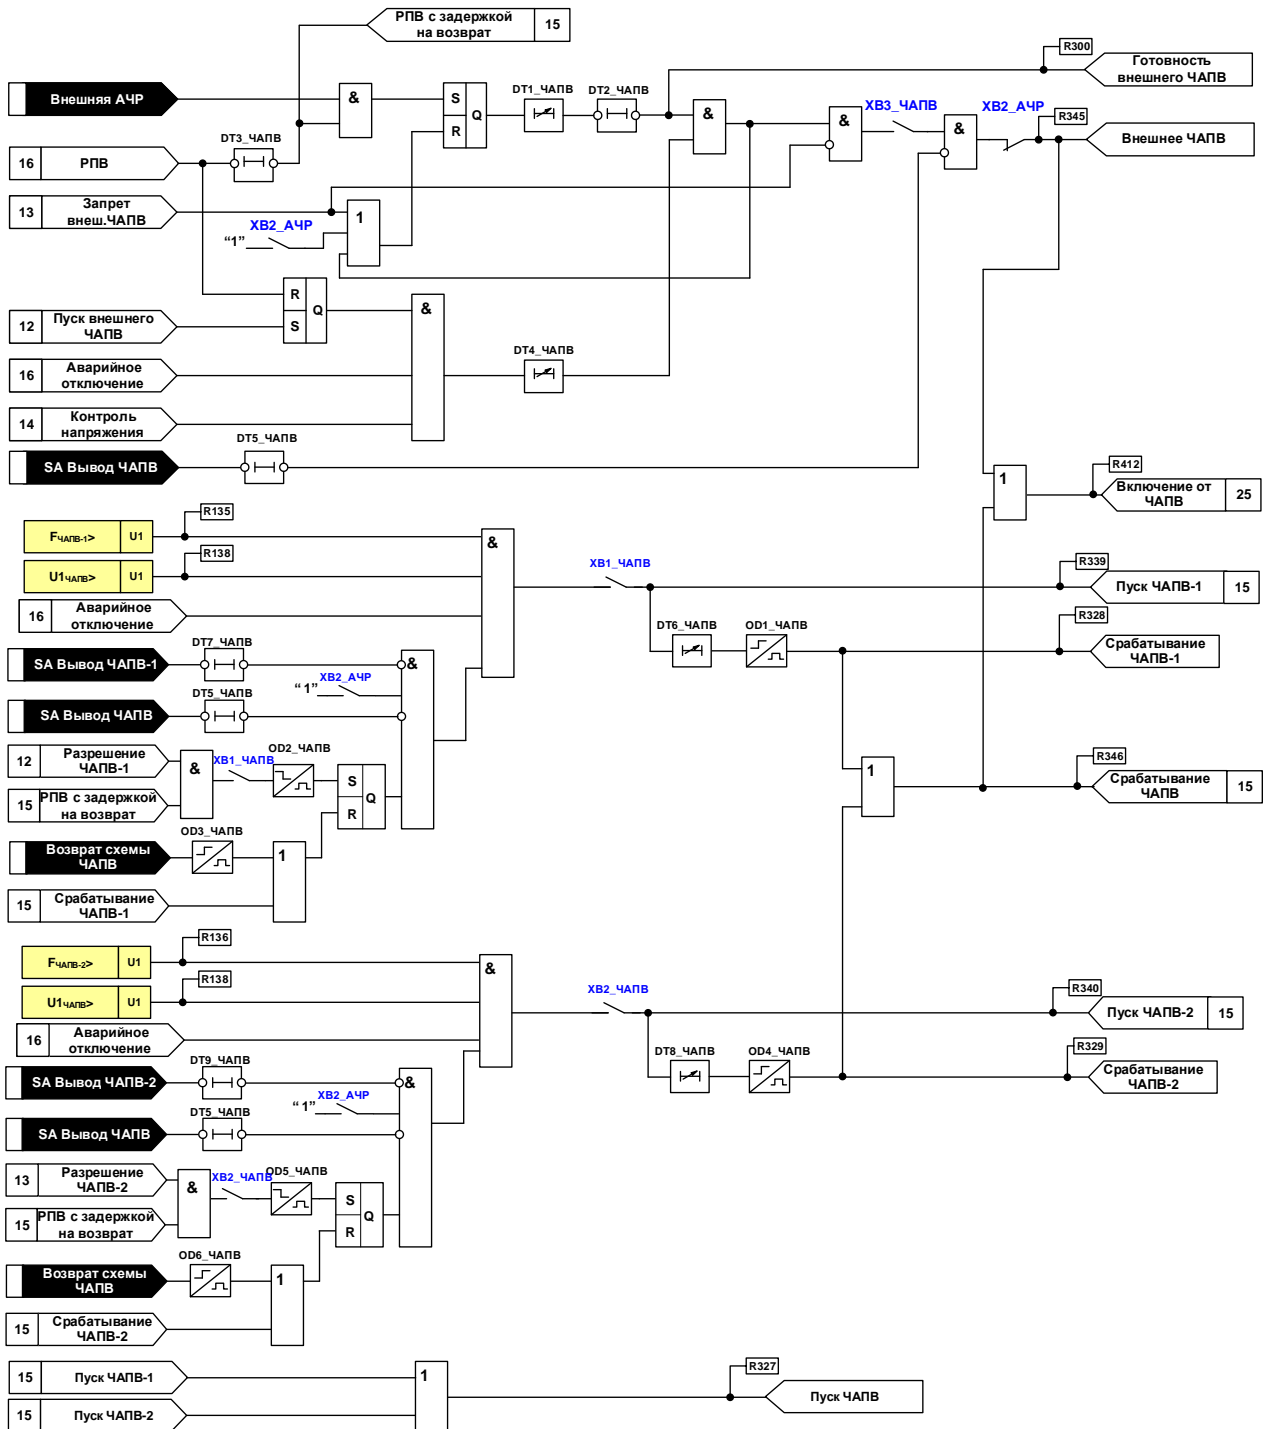 РПВ с задержкой
на возврат
15
R300
Готовность
внешнего ЧАПВ
Внешняя АЧР
&
S
R
Q
DT1_ЧАПВ
DT2_ЧАПВ
&
&
XB3_ЧАПВ
&
XB2_АЧР
R345
Внешнее ЧАПВ
16
РПВ
DT3_ЧАПВ
13
Запрет
внеш.ЧАПВ
XB2_АЧР
“1”
1
R
S
Q
12
Пуск внешнего
ЧАПВ
&
16
Аварийное
отключение
DT4_ЧАПВ
14
Контроль
напряжения
SA Вывод ЧАПВ
DT5_ЧАПВ
1
R412
Включение от
ЧАПВ
25
FЧАПВ-1>
U1
R135
U1ЧАПВ>
U1
R138
&
XB1_ЧАПВ
R339
Пуск ЧАПВ-1
15
16
Аварийное
отключение
R328
Срабатывание
ЧАПВ-1
DT6_ЧАПВ
OD1_ЧАПВ
SA Вывод ЧАПВ-1
DT7_ЧАПВ
&
“1”
XB2_АЧР
SA Вывод ЧАПВ
DT5_ЧАПВ
12
Разрешение
ЧАПВ-1
&
XB1_ЧАПВ
OD2_ЧАПВ
S
R
Q
15
РПВ с задержкой
на возврат
1
R346
Срабатывание
ЧАПВ
15
Возврат схемы
ЧАПВ
OD3_ЧАПВ
1
15
Срабатывание
ЧАПВ-1
FЧАПВ-2>
U1
R136
U1ЧАПВ>
U1
R138
&
XB2_ЧАПВ
R340
Пуск ЧАПВ-2
15
16
Аварийное
отключение
R329
Срабатывание
ЧАПВ-2
DT8_ЧАПВ
OD4_ЧАПВ
SA Вывод ЧАПВ-2
DT9_ЧАПВ
&
“1”
XB2_АЧР
SA Вывод ЧАПВ
DT5_ЧАПВ
13
Разрешение
ЧАПВ-2
&
XB2_ЧАПВ
OD5_ЧАПВ
S
R
Q
15
РПВ с задержкой
на возврат
Возврат схемы
ЧАПВ
OD6_ЧАПВ
1
15
Срабатывание
ЧАПВ-2
15
Пуск ЧАПВ-1
1
R327
Пуск ЧАПВ
15
Пуск ЧАПВ-2